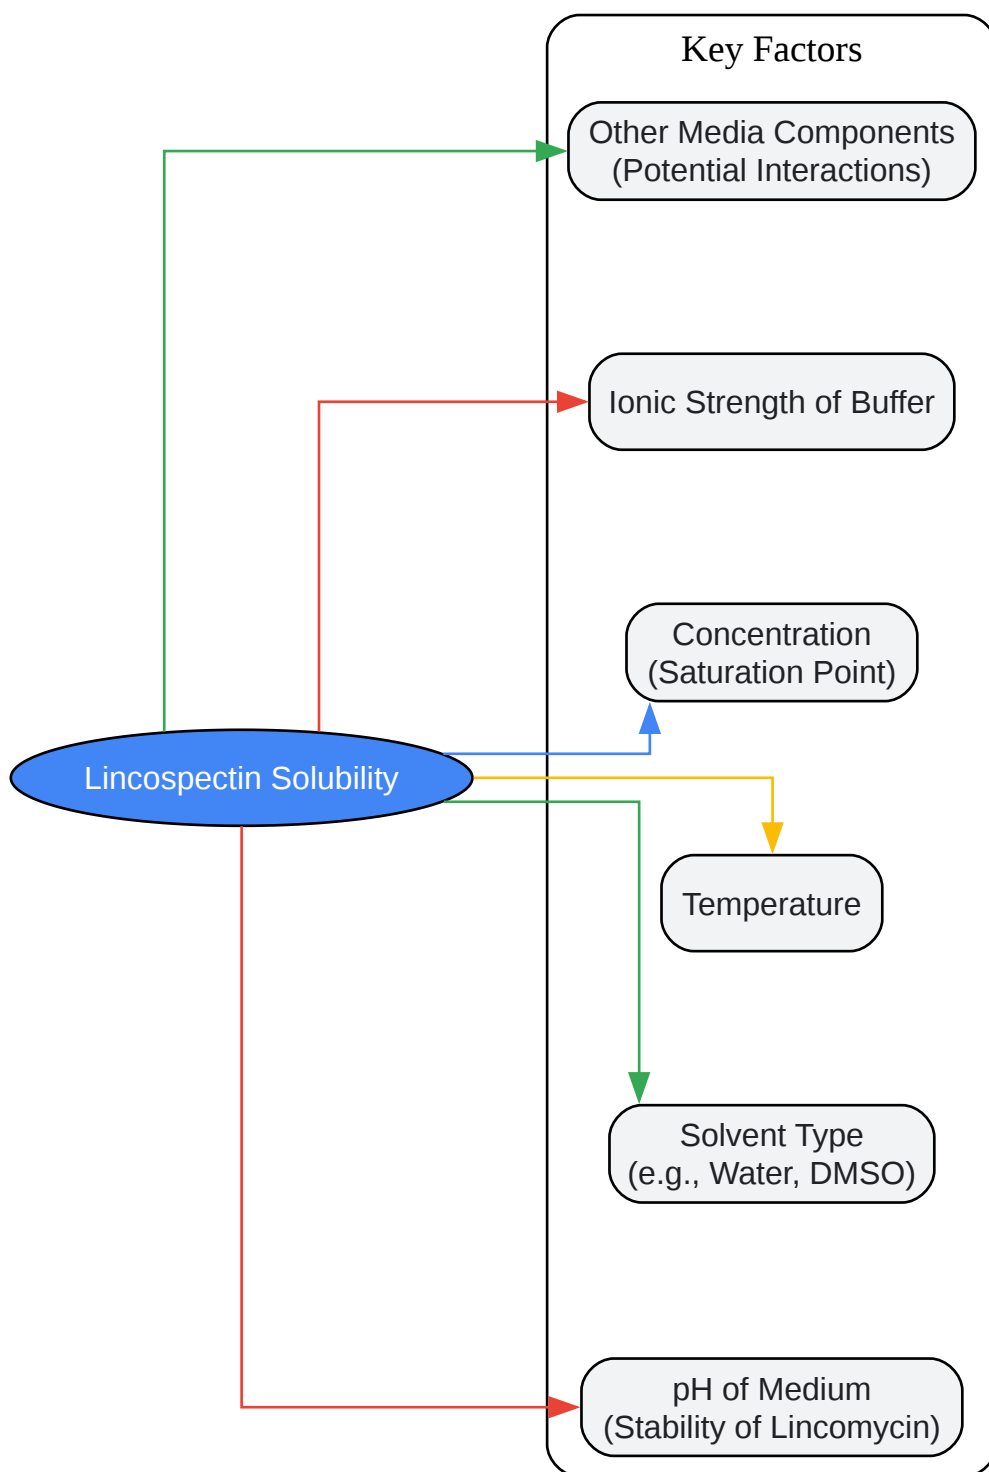 Key Factors
Other Media Components
(Potential Interactions)
Ionic Strength of Buffer
Concentration
(Saturation Point)
Lincospectin Solubility
Temperature
Solvent Type
(e.g., Water, DMSO)
pH of Medium
(Stability of Lincomycin)